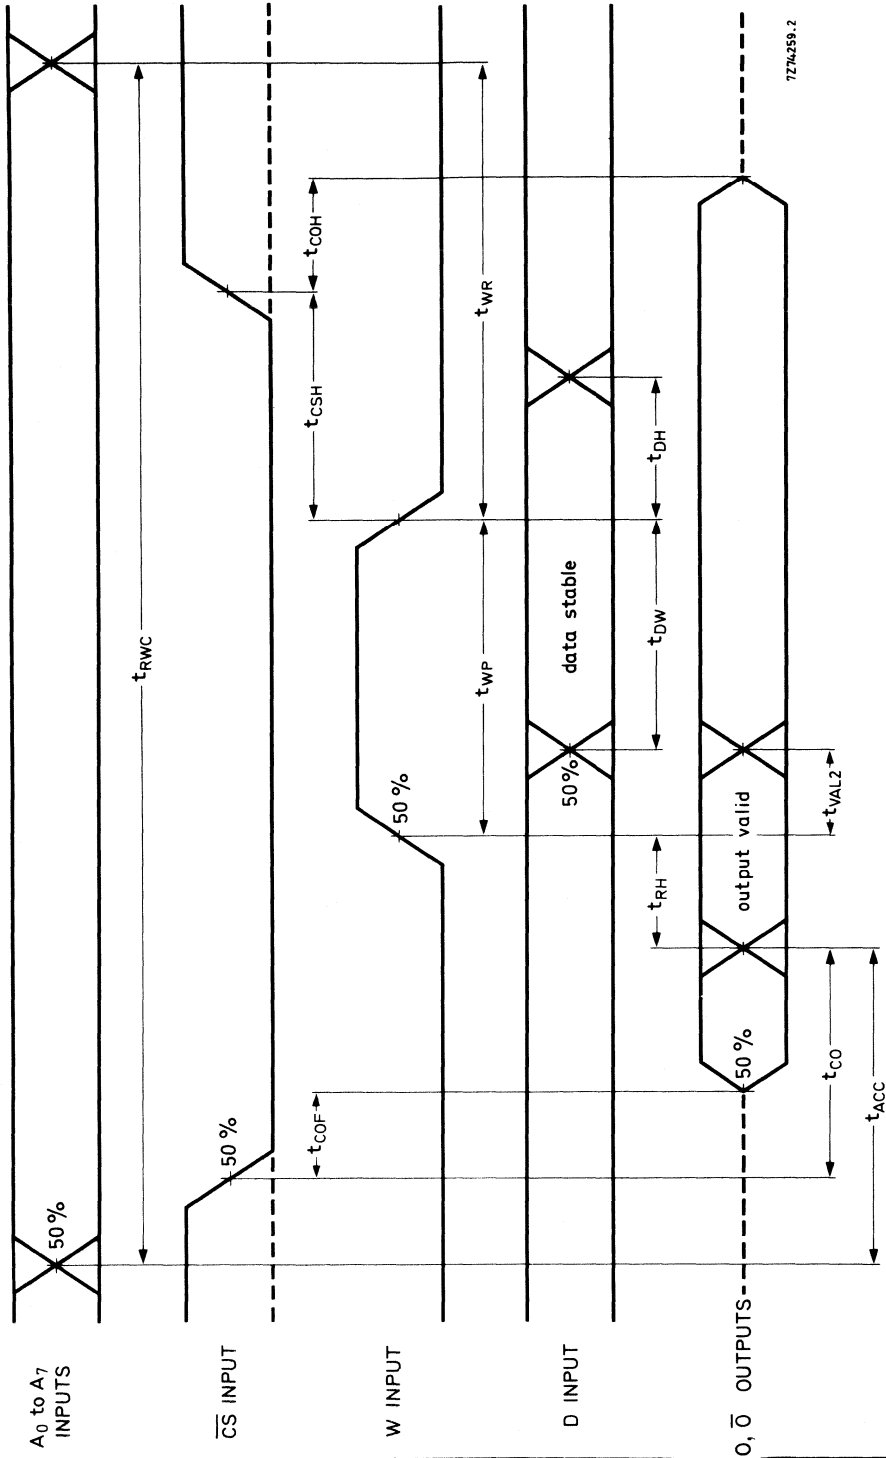 A0 to A7
INPUTS
50%
tRWC
C̅S̅ INPUT
50%
tCOF
tCSH
tCOH
W INPUT
50%
tWP
tWR
D INPUT
50%
data stable
tRH
tDW
tDH
O, O̅ OUTPUTS
50%
output valid
tCO
tVAL2
tACC
7Z74259.2